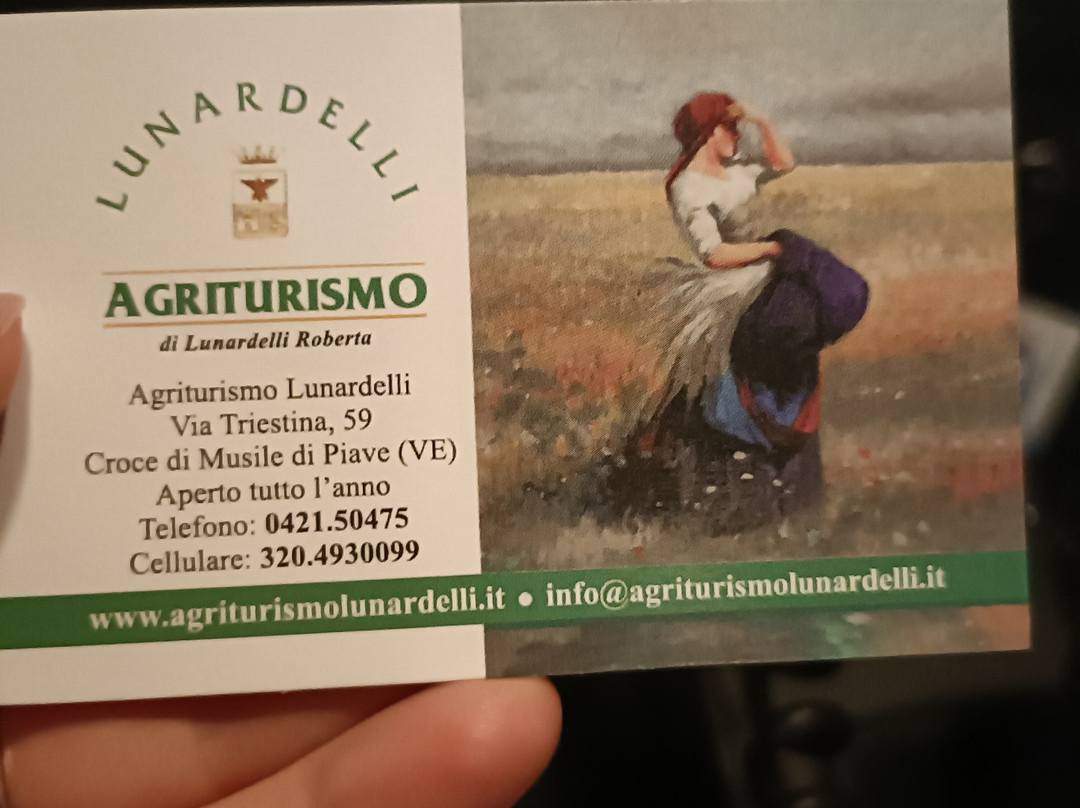 LUNARDELLI
AGRITURISMO
di Lunardelli Roberta
Agriturismo Lunardelli
Via Triestina, 59
Croce di Musile di Piave (VE)
Aperto tutto l'anno
Telefono: 0421.50475
Cellulare: 320.4930099
www.agriturismolunardelli.it ● info@agriturismolunardelli.it